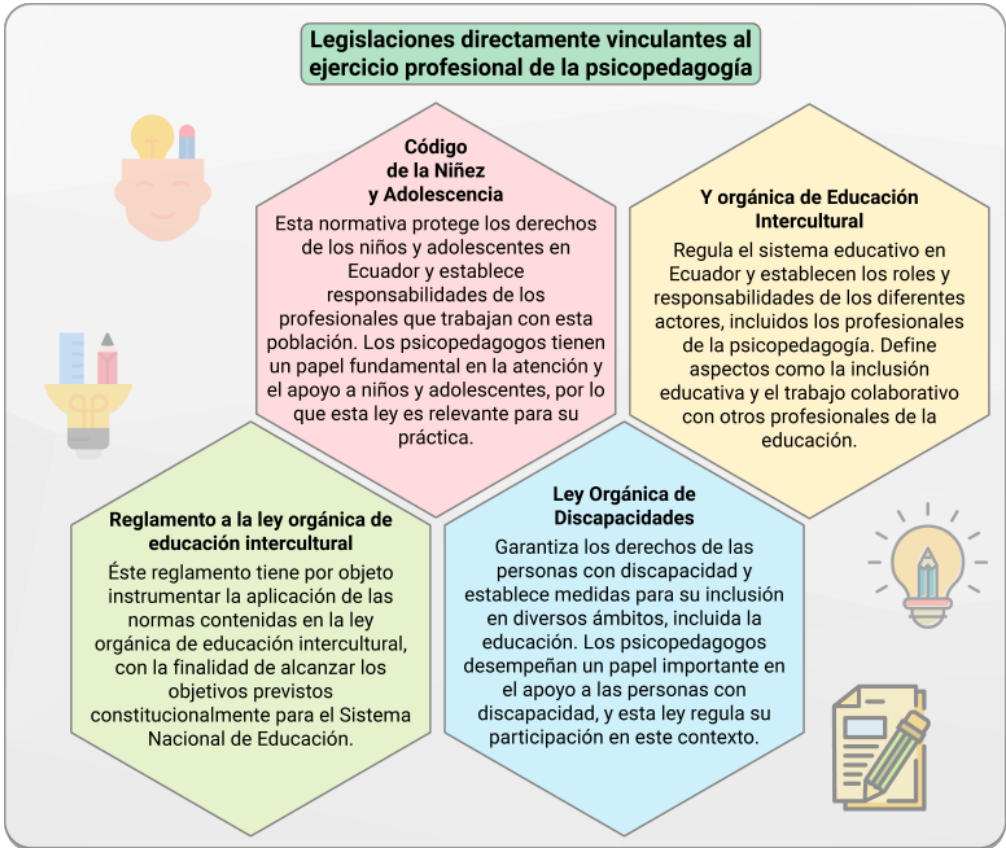 Legislaciones directamente vinculantes al
ejercicio profesional de la psicopedagogía
Código
de la Niñez
y Adolescencia
Esta normativa protege los derechos
de los niños y adolescentes en
Ecuador y establece
responsabilidades de los
profesionales que trabajan con esta
población. Los psicopedagogos tienen
un papel fundamental en la atención y
el apoyo a niños y adolescentes, por lo
que esta ley es relevante para su
práctica.
Y orgánica de Educación
Intercultural
Regula el sistema educativo en
Ecuador y establecen los roles y
responsabilidades de los diferentes
actores, incluidos los profesionales
de la psicopedagogía. Define
aspectos como la inclusión
educativa y el trabajo colaborativo
con otros profesionales de la
educación.
Reglamento a la ley orgánica de
educación intercultural
Éste reglamento tiene por objeto
instrumentar la aplicación de las
normas contenidas en la ley
orgánica de educación intercultural,
con la finalidad de alcanzar los
objetivos previstos
constitucionalmente para el Sistema
Nacional de Educación.
Ley Orgánica de
Discapacidades
Garantiza los derechos de las
personas con discapacidad y
establece medidas para su inclusión
en diversos ámbitos, incluida la
educación. Los psicopedagogos
desempeñan un papel importante en
el apoyo a las personas con
discapacidad, y esta ley regula su
participación en este contexto.